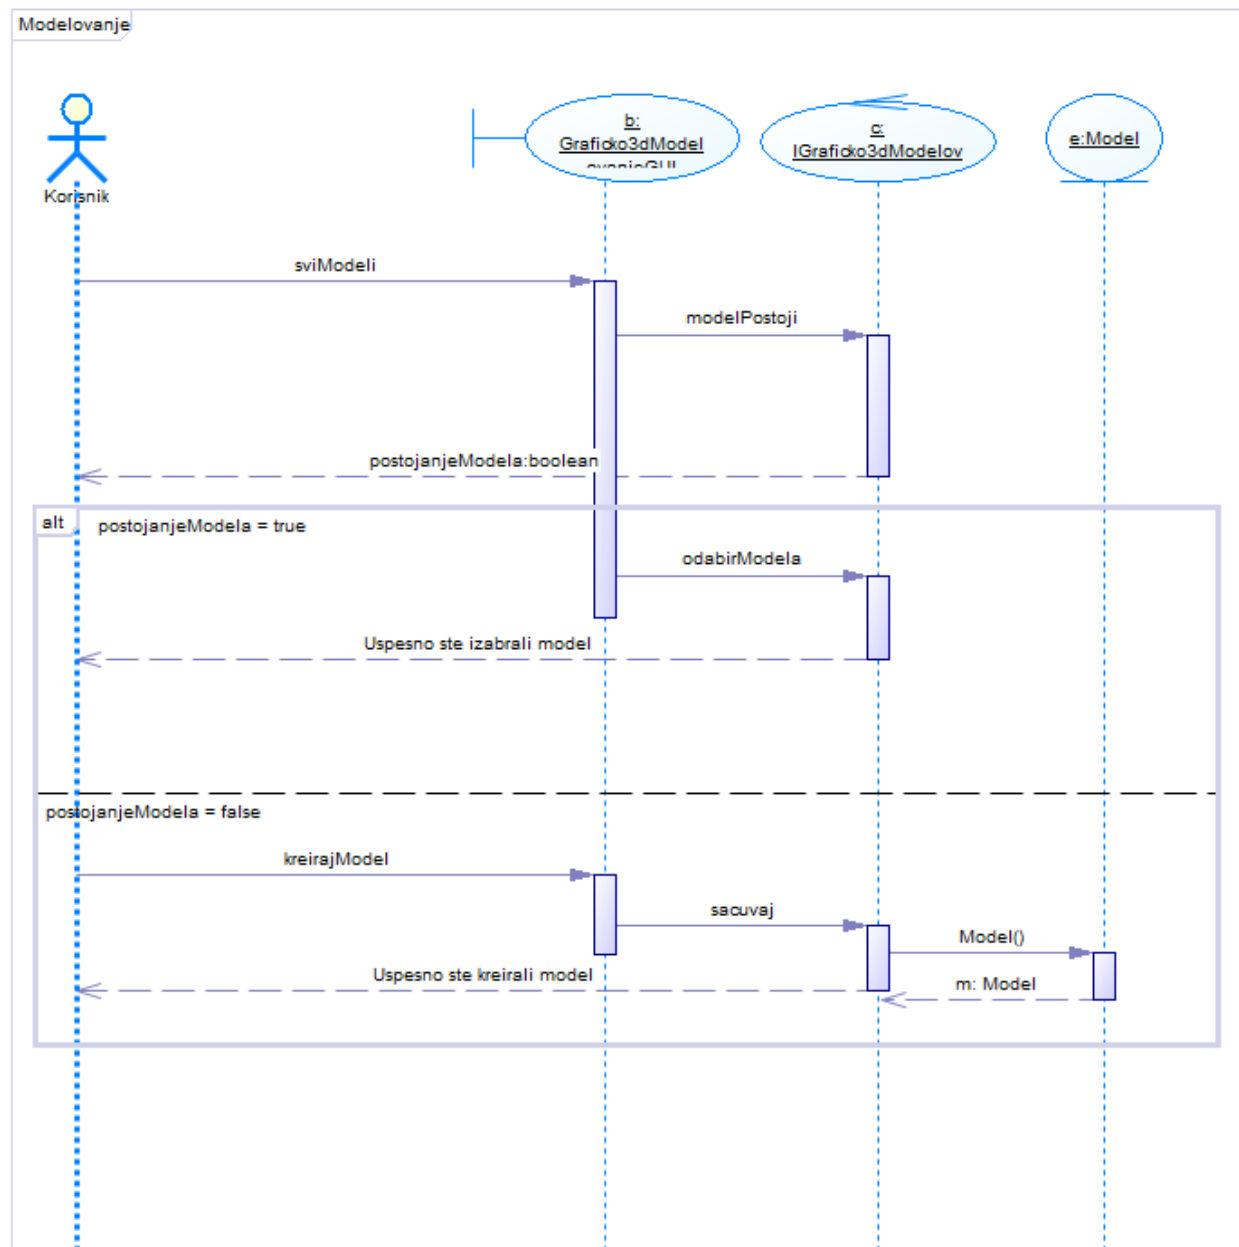 Modelovanje
Korisnik
b:
Graficko3dModel
ovanjeGUI
c:
IGraficko3dModelov
e:Model
sviModeli
modelPostoji
postojanjeModela:boolean
alt
postojanjeModela = true
odabirModela
Uspesno ste izabrali model
postojanjeModela = false
kreirajModel
sacuvaj
Model()
Uspesno ste kreirali model
m: Model